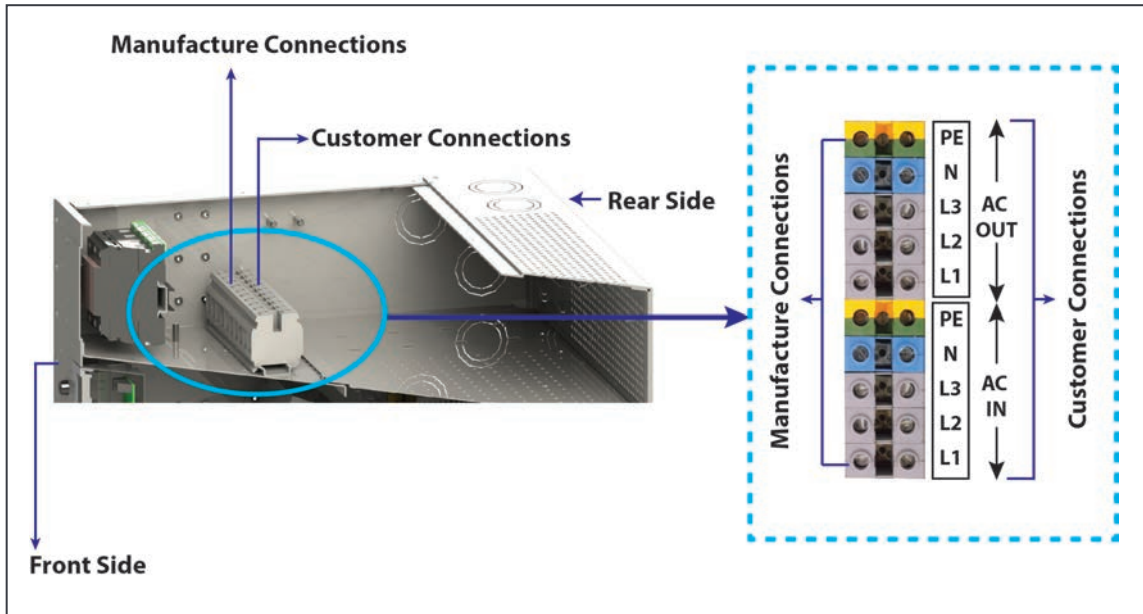 Manufacture Connections
Customer Connections
Rear Side
Front Side
Manufacture Connections
PE
N
L3
L2
L1
AC
OUT
PE
N
L3
L2
L1
AC
IN
Customer Connections